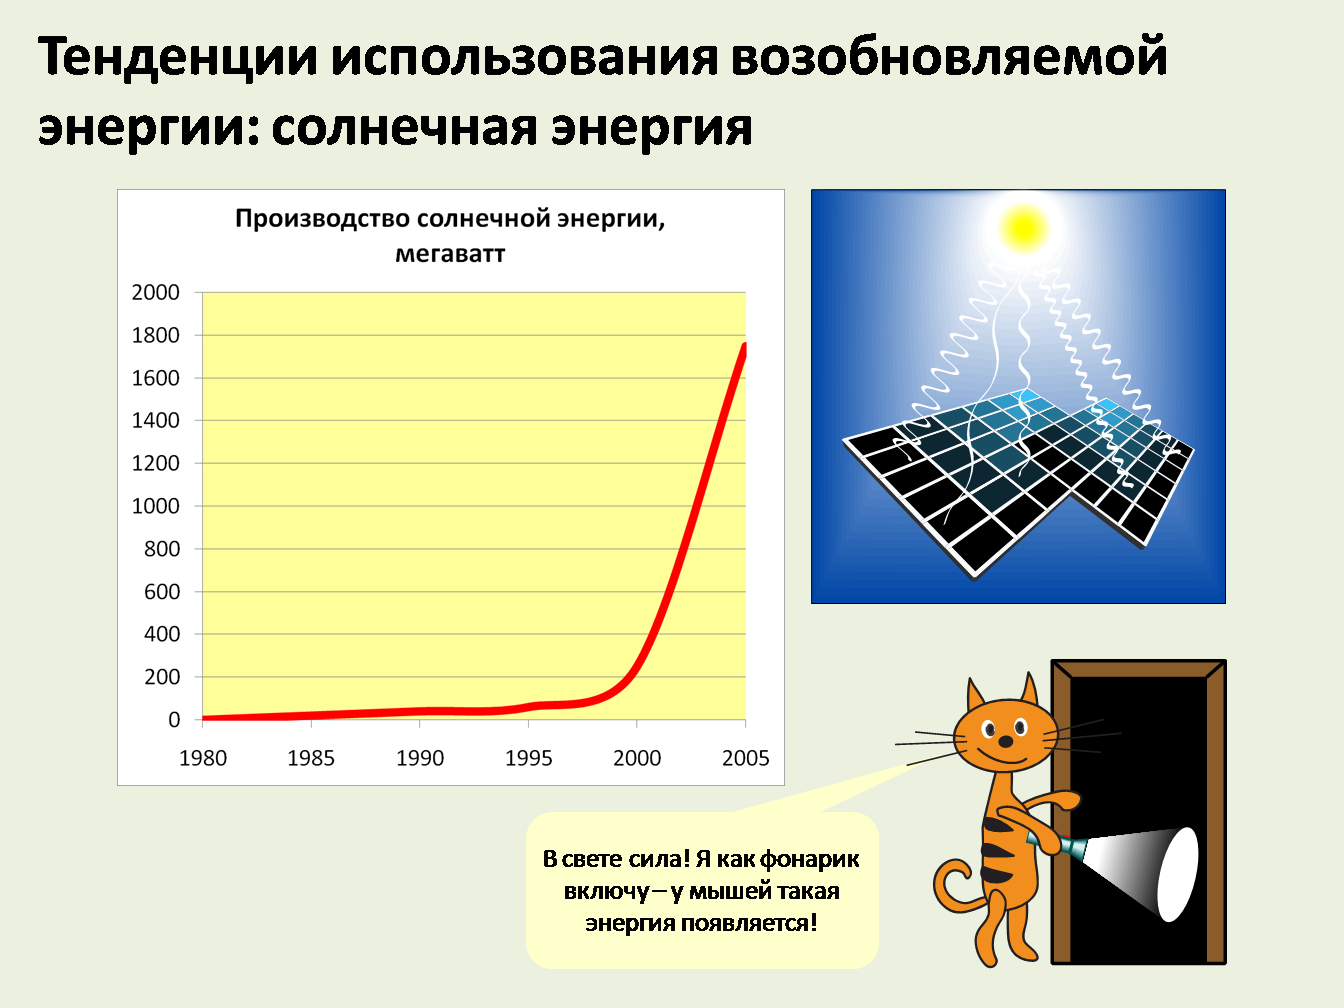 Тенденции использования возобновляемой
энергии: солнечная энергия
Производство солнечной энергии,
мегаватт
2000
1800
1600
1400
1200
1000
800
600
400
200
0
1980 1985 1990 1995 2000 2005
В свете сила! Я как фонарик
включу – у мышей такая
энергия появляется!